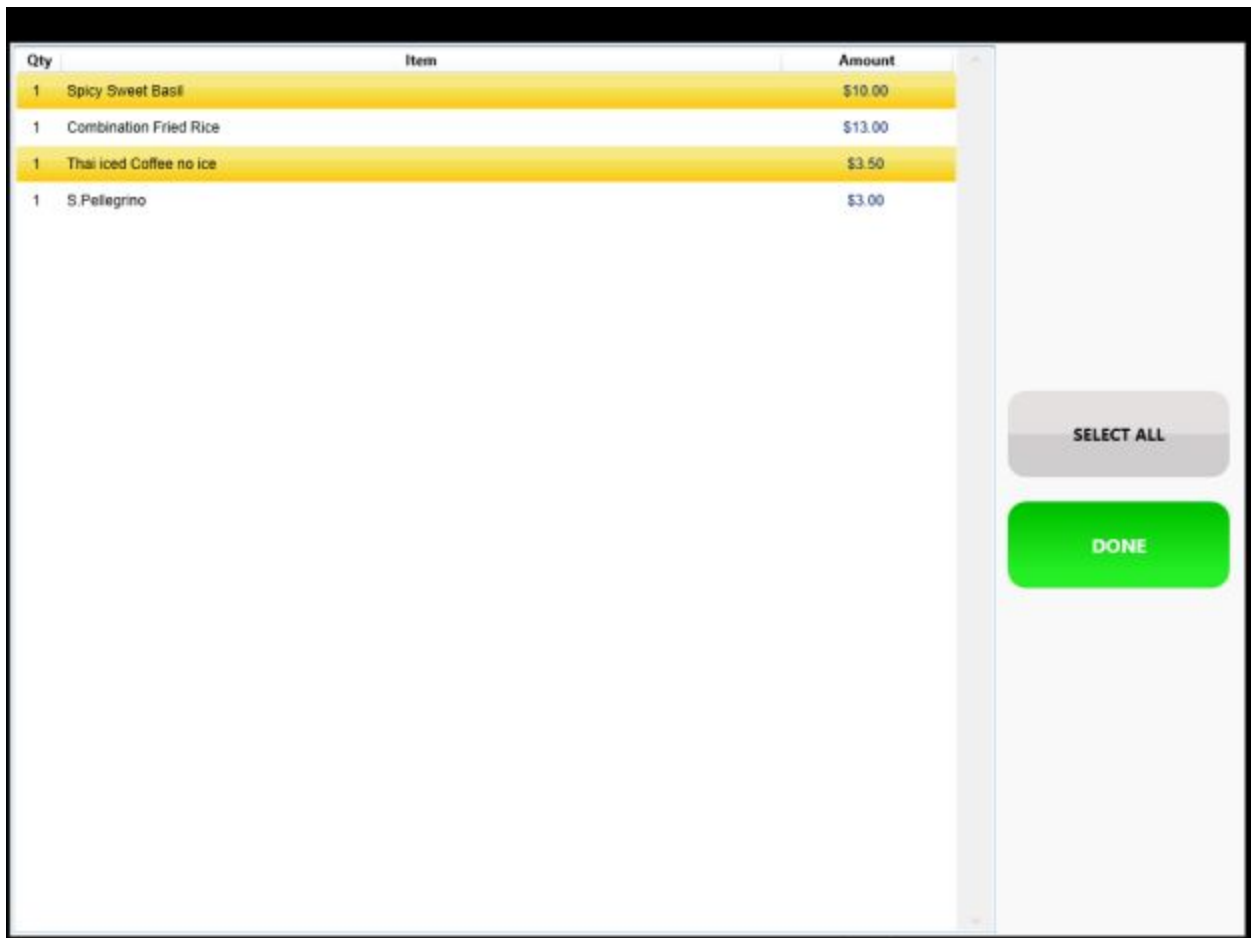 Qty Item Amount
1 Spicy Sweet Basil $10.00
1 Combination Fried Rice $13.00
1 Thai iced Coffee no ice $3.50
1 S.Pellegrino $3.00
SELECT ALL
DONE